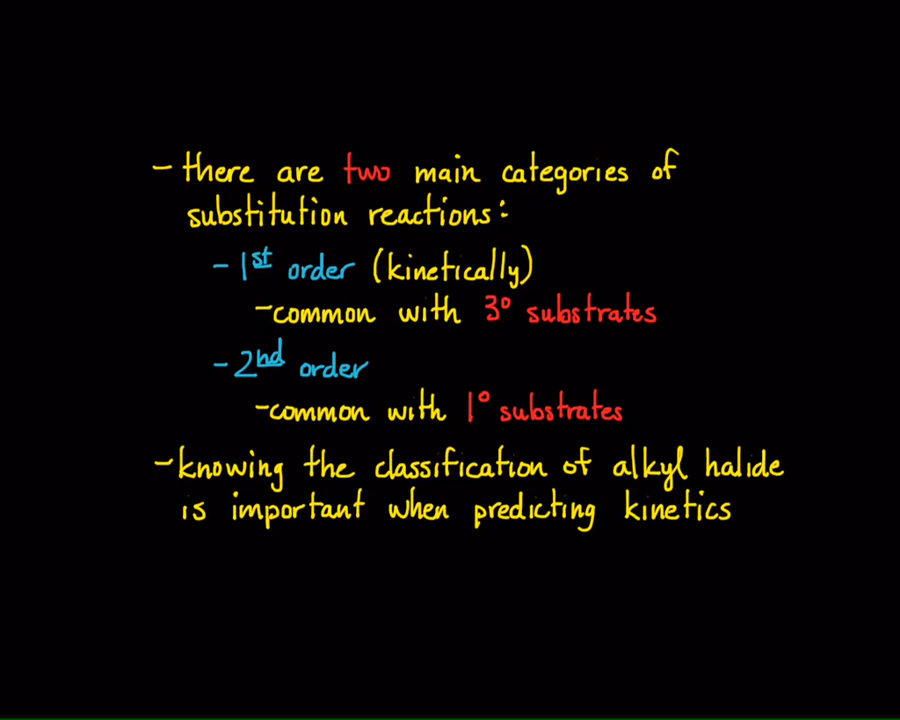 - there are two main categories of
substitution reactions:
- 1st order (kinetically)
- common with 3° substrates
- 2nd order
- common with 1° substrates
- knowing the classification of alkyl halide
is important when predicting kinetics